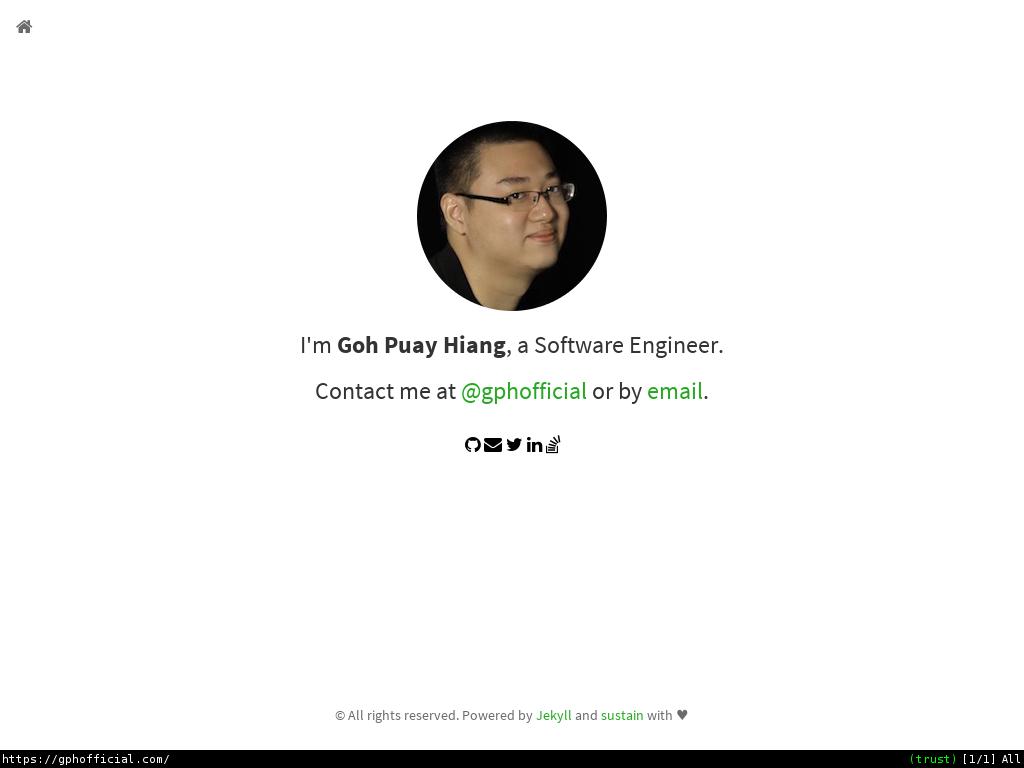 I'm Goh Puay Hiang, a Software Engineer.
Contact me at @gphofficial or by email.
© All rights reserved. Powered by Jekyll and sustain with ♥
https://gphofficial.com/ (trust) [1/1] All